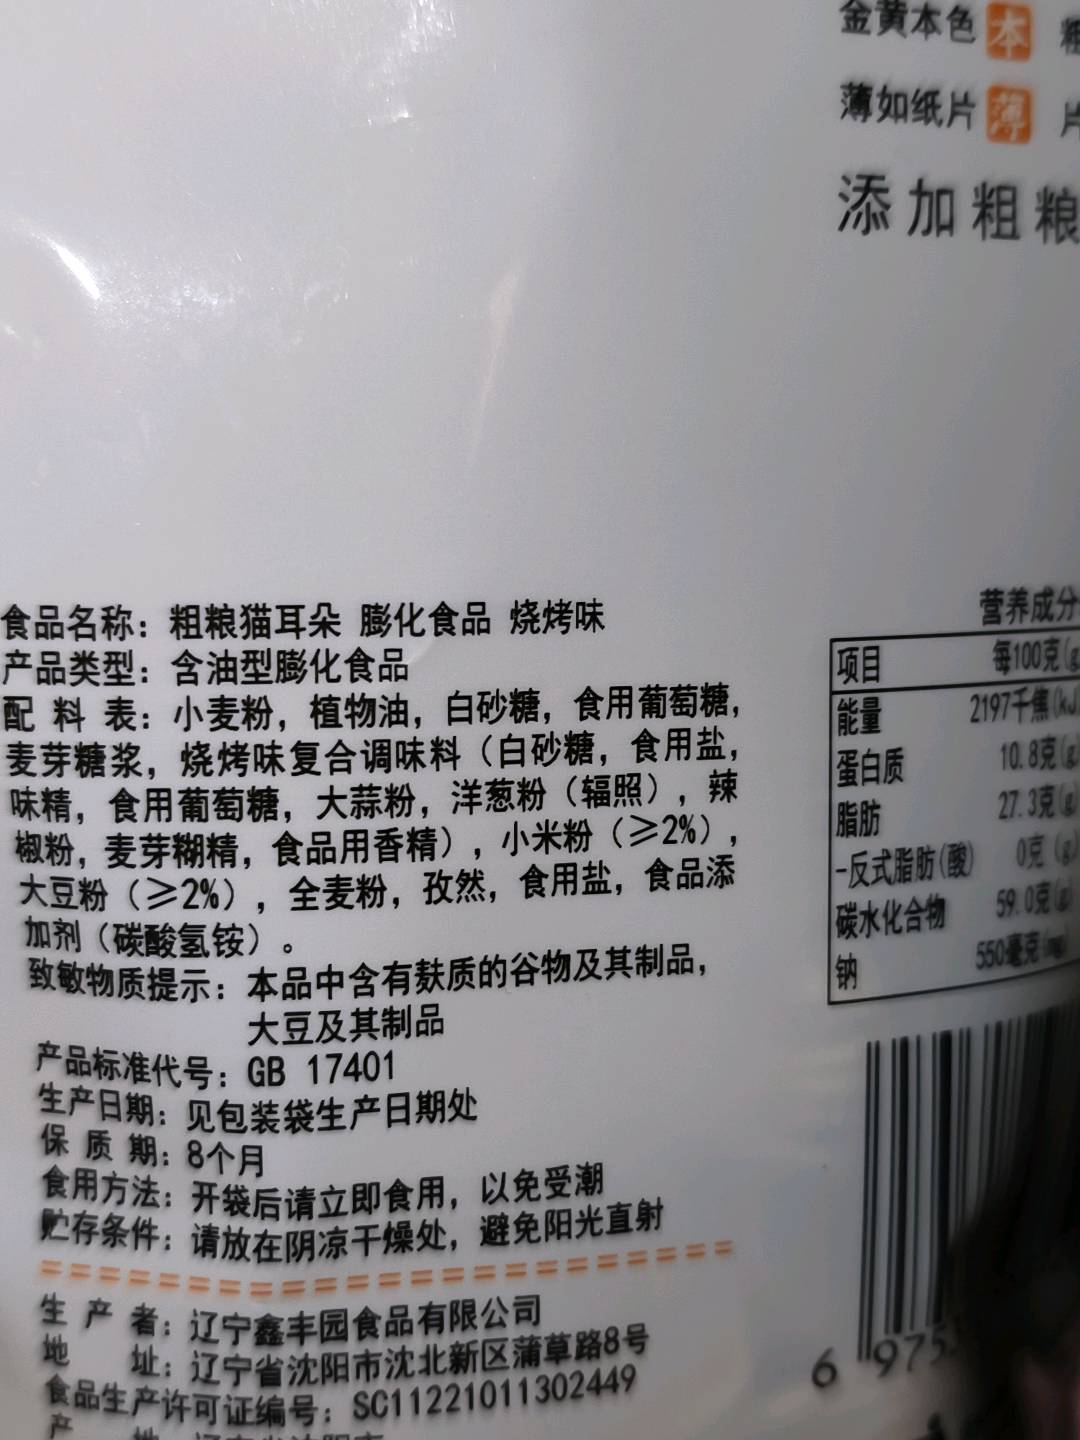 金黄本色 本
薄如纸片 薄 片
添加粗粮
食品名称：粗粮猫耳朵 膨化食品 烧烤味
产品类型：含油型膨化食品
配 料 表：小麦粉，植物油，白砂糖，食用葡萄糖，
麦芽糖浆，烧烤味复合调味料（白砂糖，食用盐，
味精，食用葡萄糖，大蒜粉，洋葱粉（辐照），辣
椒粉，麦芽糊精，食品用香精），小米粉（≥2%），
大豆粉（≥2%），全麦粉，孜然，食用盐，食品添
加剂（碳酸氢铵）。
致敏物质提示：本品中含有麸质的谷物及其制品，
大豆及其制品
产品标准代号：GB 17401
生产日期：见包装袋生产日期处
保 质 期：8个月
食用方法：开袋后请立即食用，以免受潮
贮存条件：请放在阴凉干燥处，避免阳光直射
生 产 者：辽宁鑫丰园食品有限公司
地 址：辽宁省沈阳市沈北新区蒲草路8号
食品生产许可证编号：SC11221011302449
产 地
营养成分
项目 每100克(g
能量 2197千焦(kJ
蛋白质 10.8克(g)
脂肪 27.3克(g)
-反式脂肪(酸) 0克(g)
碳水化合物 59.0克(g)
钠 550毫克(mg)
6 975